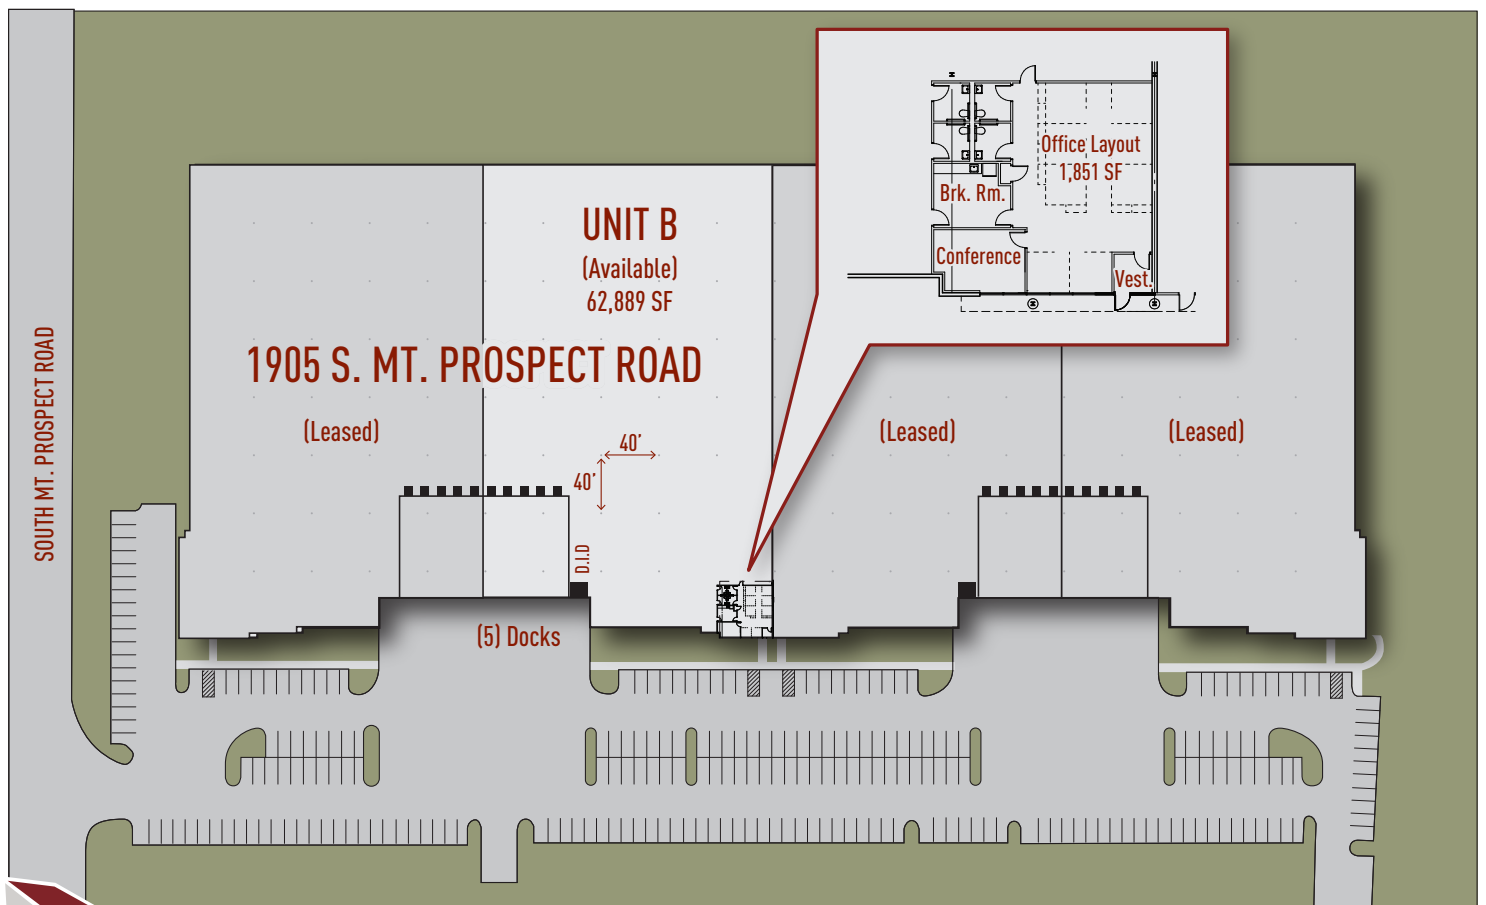 Office Layout
1,851 SF
Brk. Rm.
Conference
Vest.
UNIT B
(Available)
62,889 SF
1905 S. MT. PROSPECT ROAD
(Leased)
(Leased)
(Leased)
40'
40'
D.I.D
(5) Docks
SOUTH MT. PROSPECT ROAD